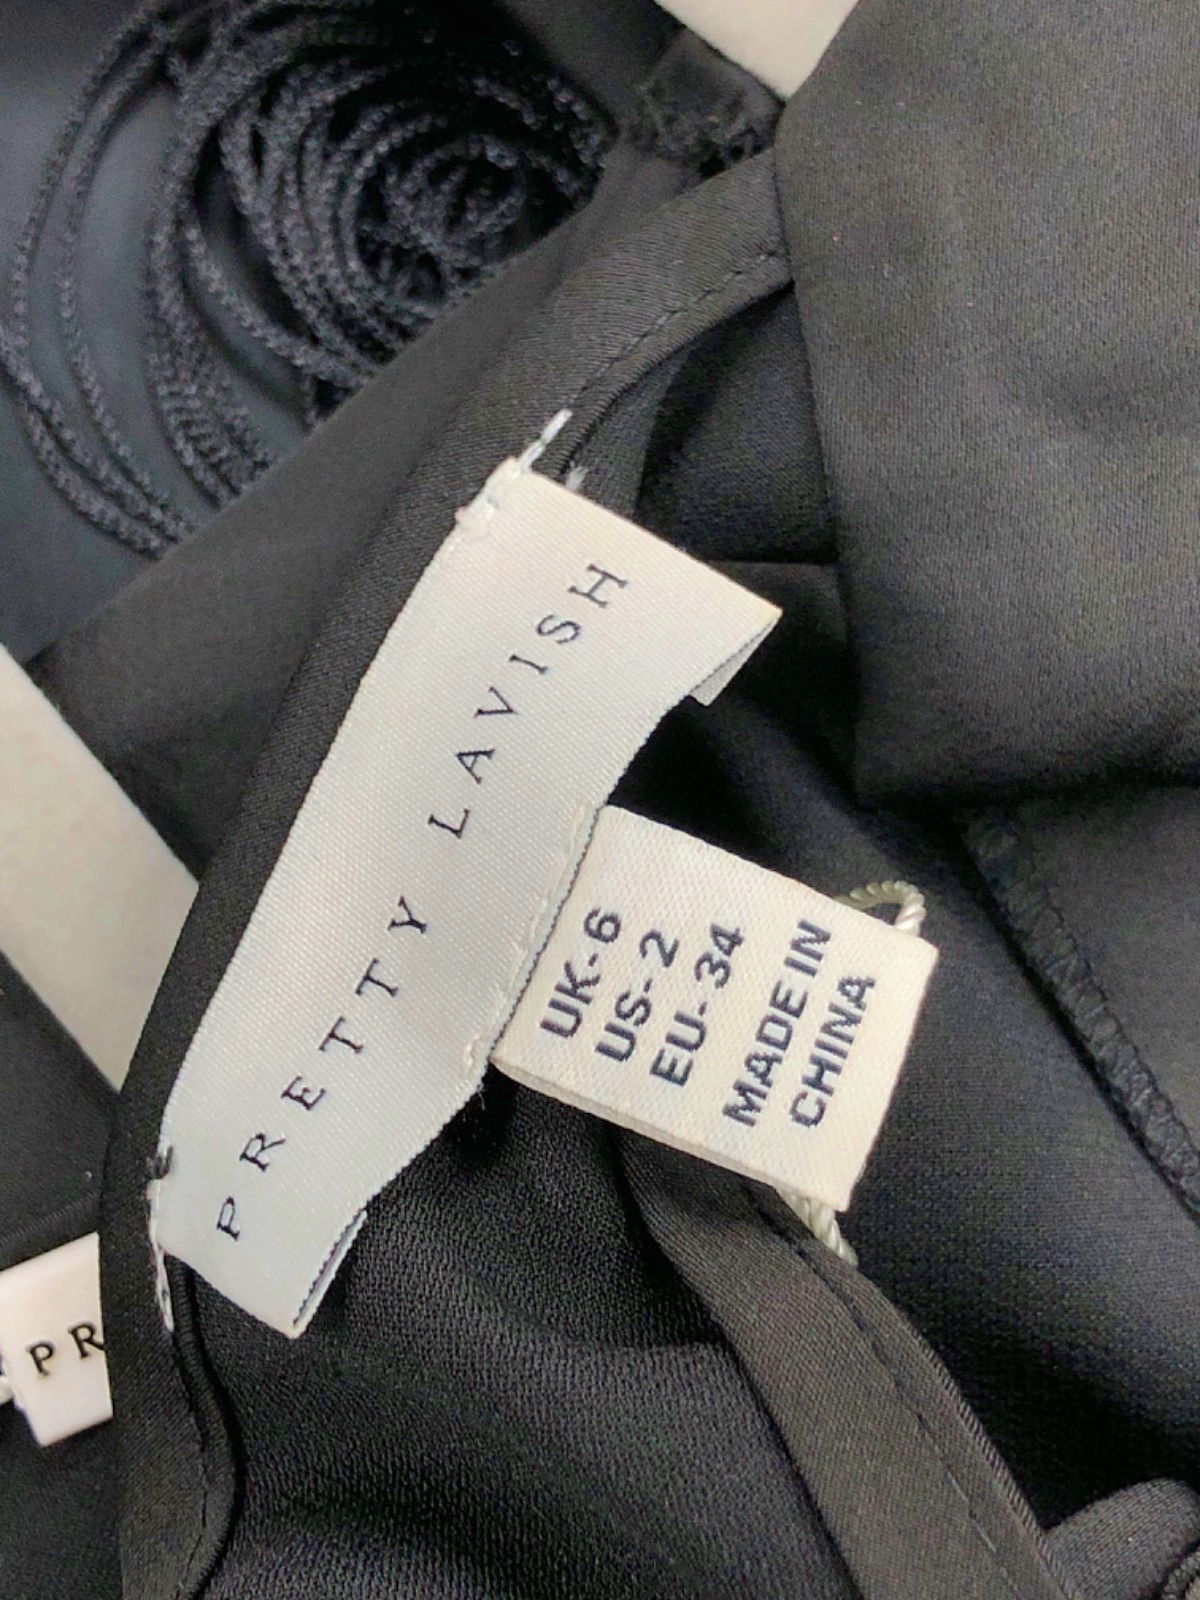 PRETTY LAVISH
UK-6
US-2
EU-34
MADE IN
CHINA
PR